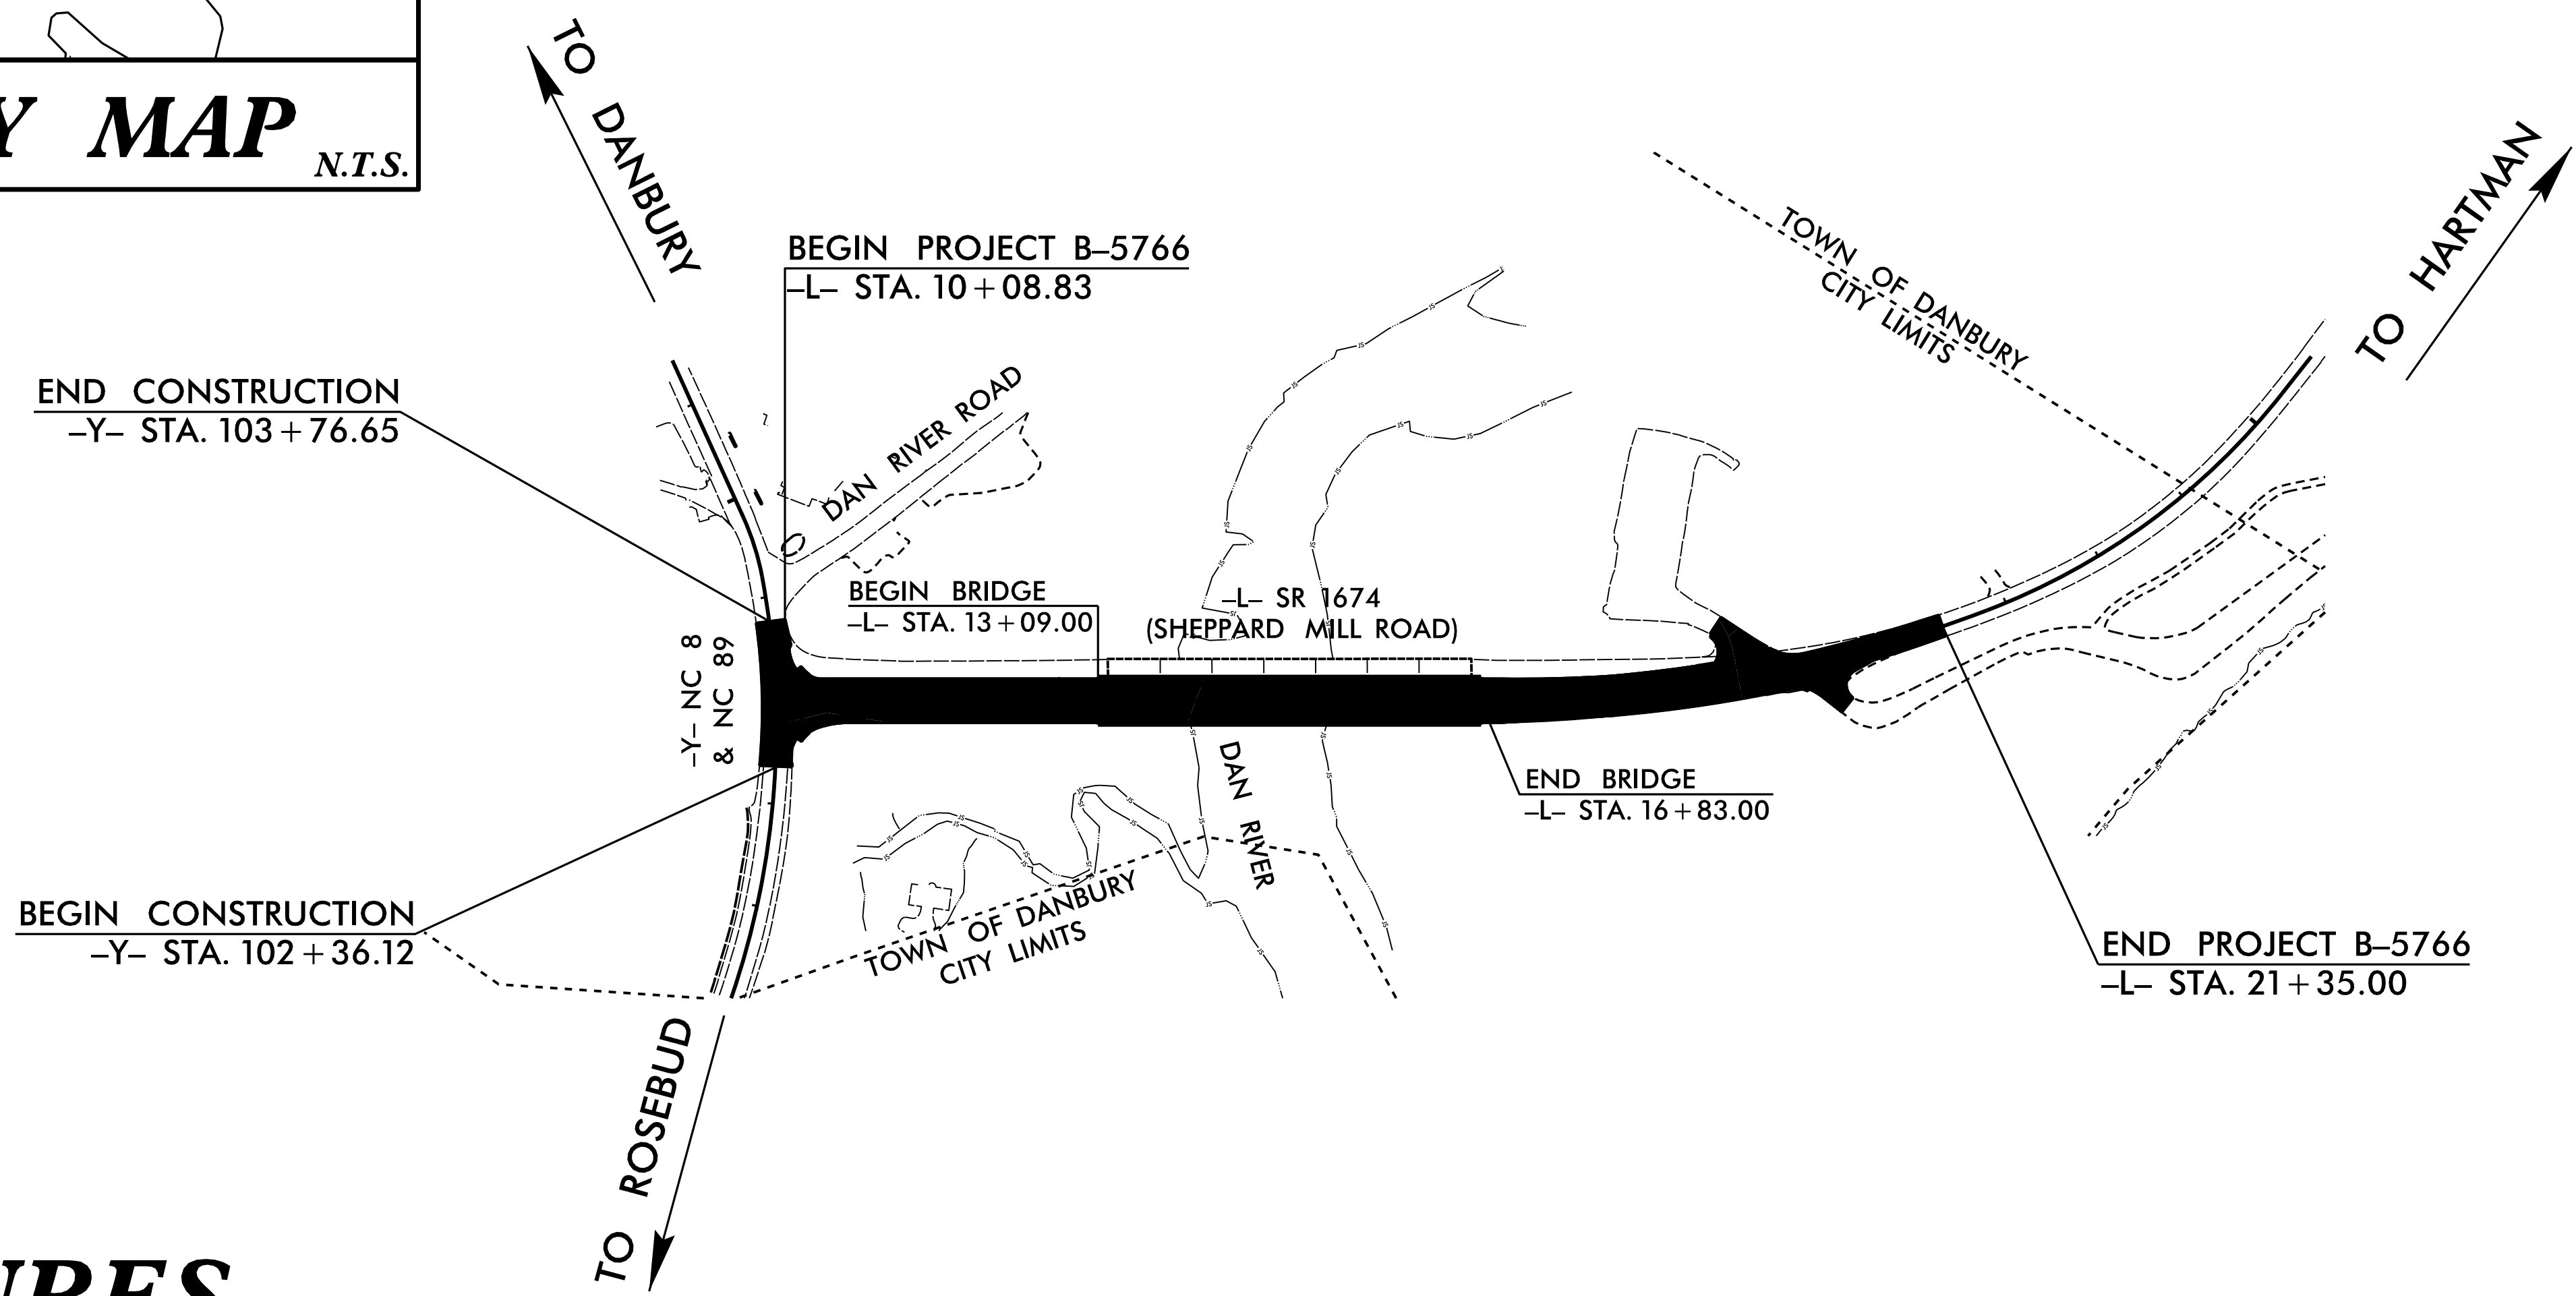 Y MAP
N.T.S.
TO DANBURY
BEGIN PROJECT B–5766
–L– STA. 10+08.83
TOWN OF DANBURY
CITY LIMITS
TO HARTMAN
END CONSTRUCTION
–Y– STA. 103+76.65
DAN RIVER ROAD
BEGIN BRIDGE
–L– STA. 13+09.00
–L– SR 1674
(SHEPPARD MILL ROAD)
–Y– NC 8
& NC 89
DAN RIVER
END BRIDGE
–L– STA. 16+83.00
BEGIN CONSTRUCTION
–Y– STA. 102+36.12
TOWN OF DANBURY
CITY LIMITS
END PROJECT B–5766
–L– STA. 21+35.00
TO ROSEBUD